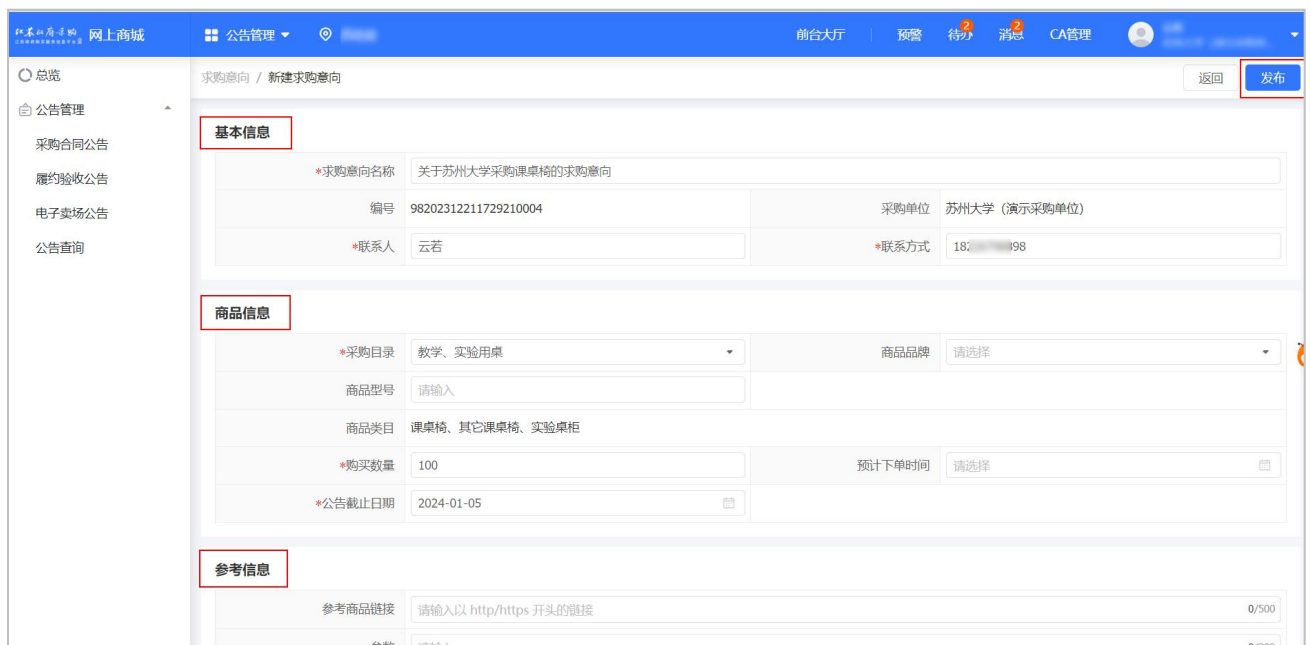 江苏政府采购 网上商城 公告管理 前台大厅 预警 待办 2 消息 2 CA管理
总览
求购意向 / 新建求购意向 返回 发布
公告管理
采购合同公告
履约验收公告
电子卖场公告
公告查询
基本信息
*求购意向名称 关于苏州大学采购课桌椅的求购意向
编号 98202312211729210004 采购单位 苏州大学（演示采购单位）
*联系人 云若 *联系方式 18 898
商品信息
*采购目录 教学、实验用桌 商品品牌 请选择
商品型号 请输入
商品类目 课桌椅、其它课桌椅、实验桌柜
*购买数量 100 预计下单时间 请选择
*公告截止日期 2024-01-05
参考信息
参考商品链接 请输入以 http/https 开头的链接 0/500